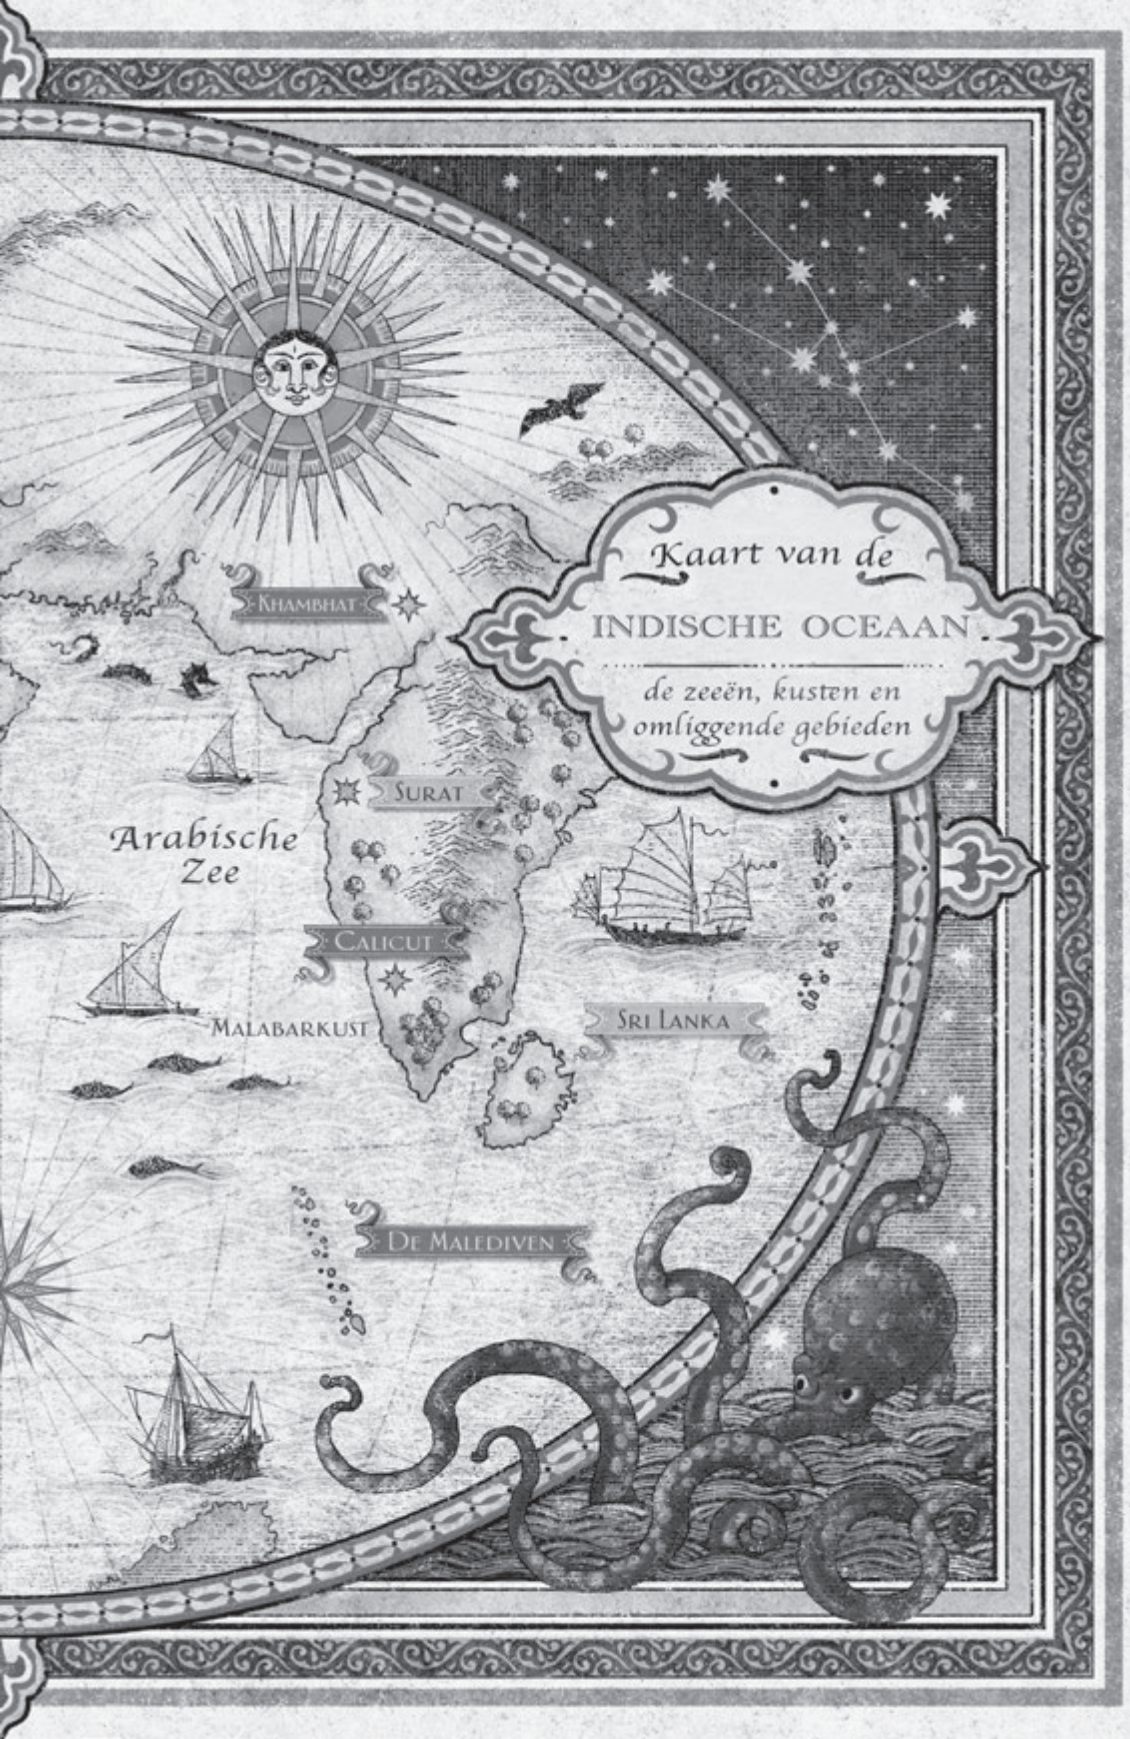 Kaart van de
INDISCHE OCEAAN
de zeeën, kusten en
omliggende gebieden
KHAMBHAT
SURAT
Arabische
Zee
CALICUT
MALABARKUST
SRI LANKA
DE MALEDIVEN